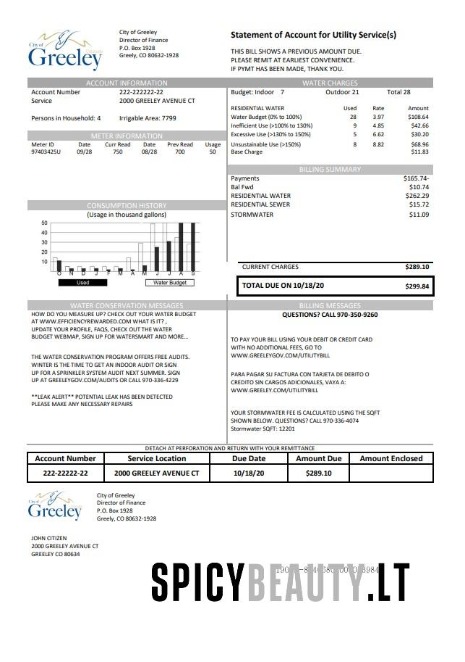 City of
Greeley
City of Greeley
Director of Finance
P.O. Box 1928
Greely, CO 80632-1928
Statement of Account for Utility Service(s)
THIS BILL SHOWS A PREVIOUS AMOUNT DUE.
PLEASE REMIT AT EARLIEST CONVENIENCE.
IF PYMT HAS BEEN MADE, THANK YOU.
ACCOUNT INFORMATION
Account Number 222-222222-22
Service 2000 GREELEY AVENUE CT
Persons in Household: 4 Irrigable Area: 7799
METER INFORMATION
Meter ID Date Curr Read Date Prev Read Usage
97403425U 09/28 750 08/28 700 50
WATER CHARGES
Budget: Indoor 7 Outdoor 21 Total 28
RESIDENTIAL WATER Used Rate Amount
Water Budget (0% to 100%) 28 3.97 $108.64
Inefficient Use (>100% to 130%) 9 4.85 $42.66
Excessive Use (>130% to 150%) 5 6.62 $30.20
Unsustainable Use (>150%) 8 8.82 $68.96
Base Charge $11.83
BILLING SUMMARY
Payments $165.74-
Bal Fwd $10.74
RESIDENTIAL WATER $262.29
RESIDENTIAL SEWER $15.72
STORMWATER $11.09
CURRENT CHARGES $289.10
TOTAL DUE ON 10/18/20 $299.84
CONSUMPTION HISTORY
(Usage in thousand gallons)
50
40
30
20
10
O N D J F M A M J J A S
Used Water Budget
WATER CONSERVATION MESSAGES
HOW DO YOU MEASURE UP? CHECK OUT YOUR WATER BUDGET
AT WWW.EFFICIENCYREWARDED.COM WHAT IS IT?,
UPDATE YOUR PROFILE, FAQS, CHECK OUT THE WATER
BUDGET WEBMAP, SIGN UP FOR WATERSMART AND MORE...
THE WATER CONSERVATION PROGRAM OFFERS FREE AUDITS.
WINTER IS THE TIME TO GET AN INDOOR AUDIT OR SIGN
UP FOR A SPRINKLER SYSTEM AUDIT NEXT SUMMER. SIGN
UP AT GREELEYGOV.COM/AUDITS OR CALL 970-336-4229
**LEAK ALERT** POTENTIAL LEAK HAS BEEN DETECTED
PLEASE MAKE ANY NECESSARY REPAIRS
BILLING MESSAGES
QUESTIONS? CALL 970-350-9260
TO PAY YOUR BILL USING YOUR DEBIT OR CREDIT CARD
WITH NO ADDITIONAL FEES, GO TO
WWW.GREELEYGOV.COM/UTILITYBILL
PARA PAGAR SU FACTURA CON TARJETA DE DEBITO O
CREDITO SIN CARGOS ADICIONALES, VAYA A:
WWW.GREELEY.COM/UTILITYBILL
YOUR STORMWATER FEE IS CALCULATED USING THE SQFT
SHOWN BELOW. QUESTIONS? CALL 970-336-4074
Stormwater SQFT: 12201
DETACH AT PERFORATION AND RETURN WITH YOUR REMITTANCE
Account Number Service Location Due Date Amount Due Amount Enclosed
222-22222-22 2000 GREELEY AVENUE CT 10/18/20 $289.10
City of
Greeley
City of Greeley
Director of Finance
P.O. Box 1928
Greely, CO 80632-1928
JOHN CITIZEN
2000 GREELEY AVENUE CT
GREELEY CO 80634
SPICYBEAUTY.LT